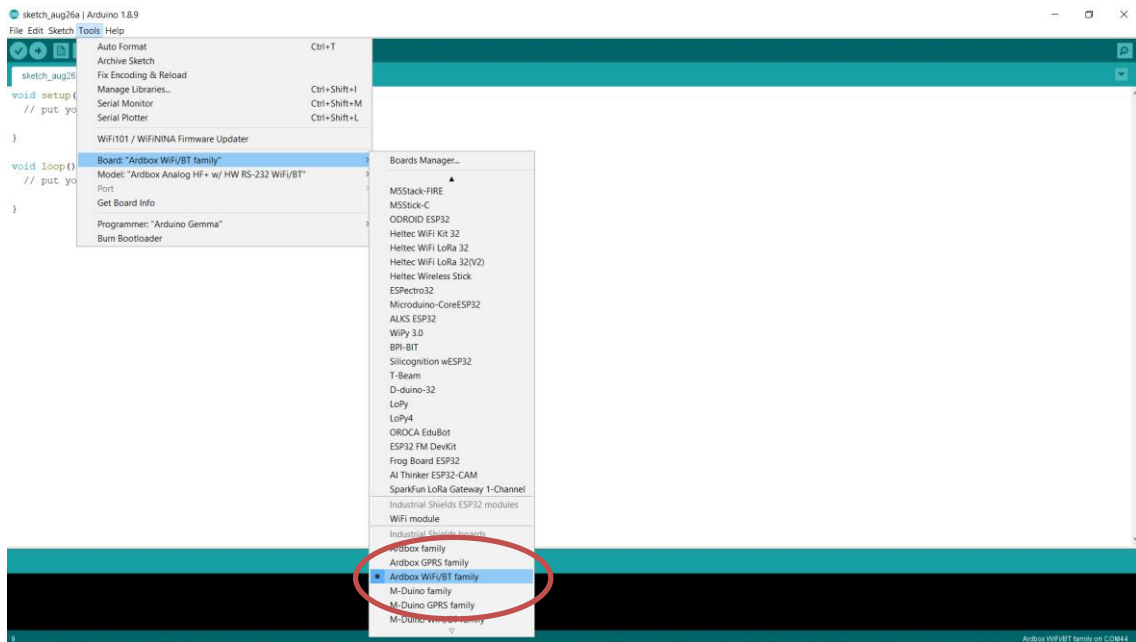 sketch_aug26a | Arduino 1.8.9
File Edit Sketch Tools Help
sketch_aug26
void setup(
// put yo
}
void loop()
// put yo
}
Auto Format Ctrl+T
Archive Sketch
Fix Encoding & Reload
Manage Libraries... Ctrl+Shift+I
Serial Monitor Ctrl+Shift+M
Serial Plotter Ctrl+Shift+L
WiFi101 / WiFiNINA Firmware Updater
Board: "Ardbox WiFi/BT family"
Model: "Ardbox Analog HF+ w/ HW RS-232 WiFi/BT"
Port
Get Board Info
Programmer: "Arduino Gemma"
Burn Bootloader
Boards Manager...
M5Stack-FIRE
M5Stick-C
ODROID ESP32
Heltec WiFi Kit 32
Heltec WiFi LoRa 32
Heltec WiFi LoRa 32(V2)
Heltec Wireless Stick
ESPectro32
Microduino-CoreESP32
ALKS ESP32
WiPy 3.0
BPI-BIT
Silicognition wESP32
T-Beam
D-duino-32
LoPy
LoPy4
OROCA EduBot
ESP32 FM DevKit
Frog Board ESP32
AI Thinker ESP32-CAM
SparkFun LoRa Gateway 1-Channel
Industrial Shields ESP32 modules
WiFi module
Industrial Shields boards
Ardbox family
Ardbox GPRS family
Ardbox WiFi/BT family
M-Duino family
M-Duino GPRS family
M-Duino WiFi/BT family
9
Ardbox WiFi/BT family on COM44